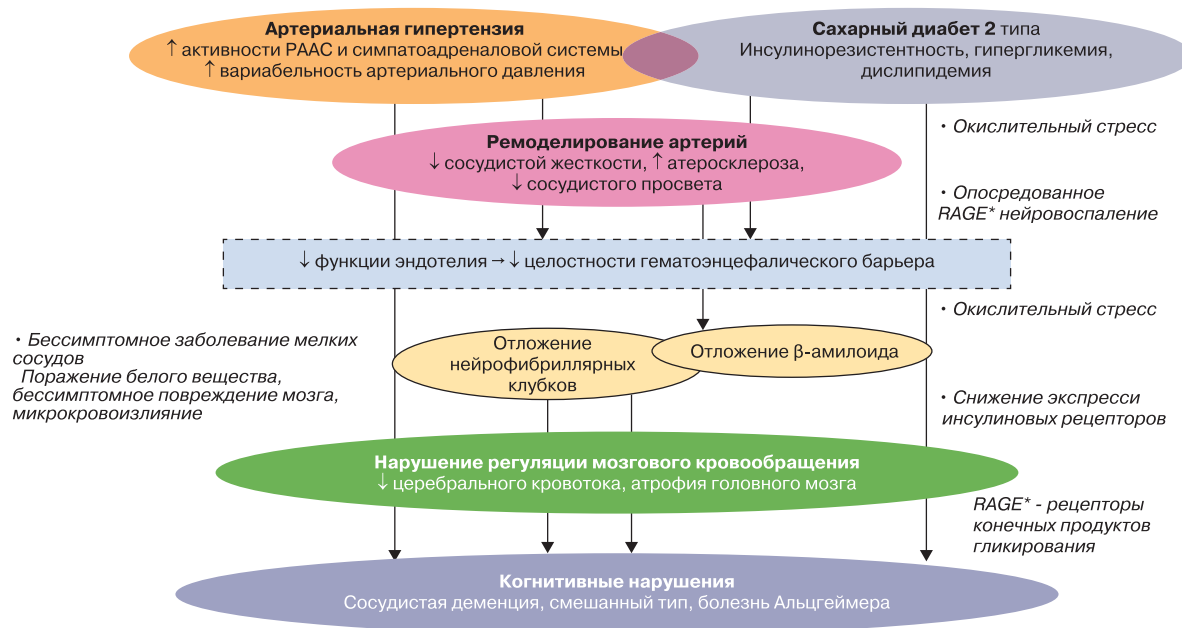 Артериальная гипертензия
↑ активности РААС и симпатоадреналовой системы
↑ вариабельность артериального давления
Сахарный диабет 2 типа
Инсулинорезистентность, гипергликемия,
дислипидемия
• Окислительный стресс
Ремоделирование артерий
↓ сосудистой жесткости, ↑ атеросклероза,
↓ сосудистого просвета
• Опосредованное
RAGE* нейровоспаление
↓ функции эндотелия → ↓ целостности гематоэнцефалического барьера
• Окислительный стресс
• Бессимптомное заболевание мелких
сосудов
Поражение белого вещества,
бессимптомное повреждение мозга,
микрокровоизлияние
Отложение
нейрофибриллярных
клубков
Отложение β-амилоида
• Снижение экспресси
инсулиновых рецепторов
Нарушение регуляции мозгового кровообращения
↓ церебрального кровотока, атрофия головного мозга
RAGE* - рецепторы
конечных продуктов
гликирования
Когнитивные нарушения
Сосудистая деменция, смешанный тип, болезнь Альцгеймера